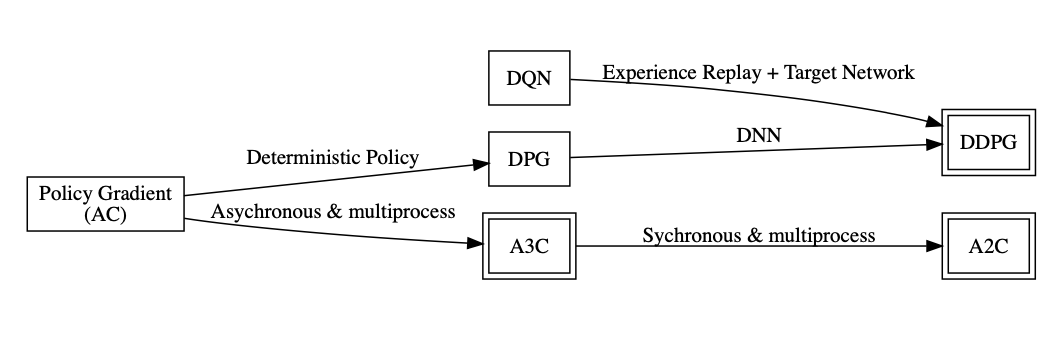 DQN
Experience Replay + Target Network
DDPG
DPG
DNN
Deterministic Policy
Policy Gradient
(AC)
Asychronous & multiprocess
A3C
Sychronous & multiprocess
A2C